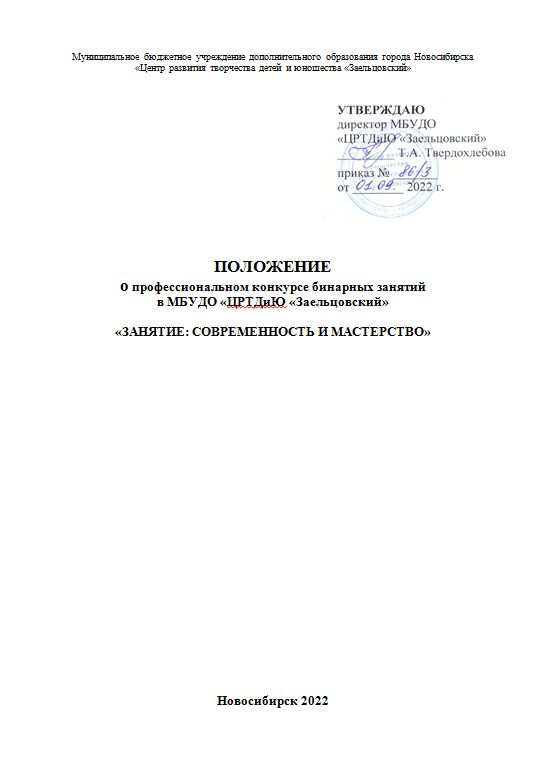 Муниципальное бюджетное учреждение дополнительного образования города Новосибирска
«Центр развития творчества детей и юношества «Заельцовский»
УТВЕРЖДАЮ
директор МБУДО
«ЦРТДиЮ «Заельцовский»
Т.А. Твердохлебова
приказ № 86/3
от 01.09. 2022 г.
ПОЛОЖЕНИЕ
О профессиональном конкурсе бинарных занятий
в МБУДО «ЦРТДиЮ «Заельцовский»
«ЗАНЯТИЕ: СОВРЕМЕННОСТЬ И МАСТЕРСТВО»
Новосибирск 2022